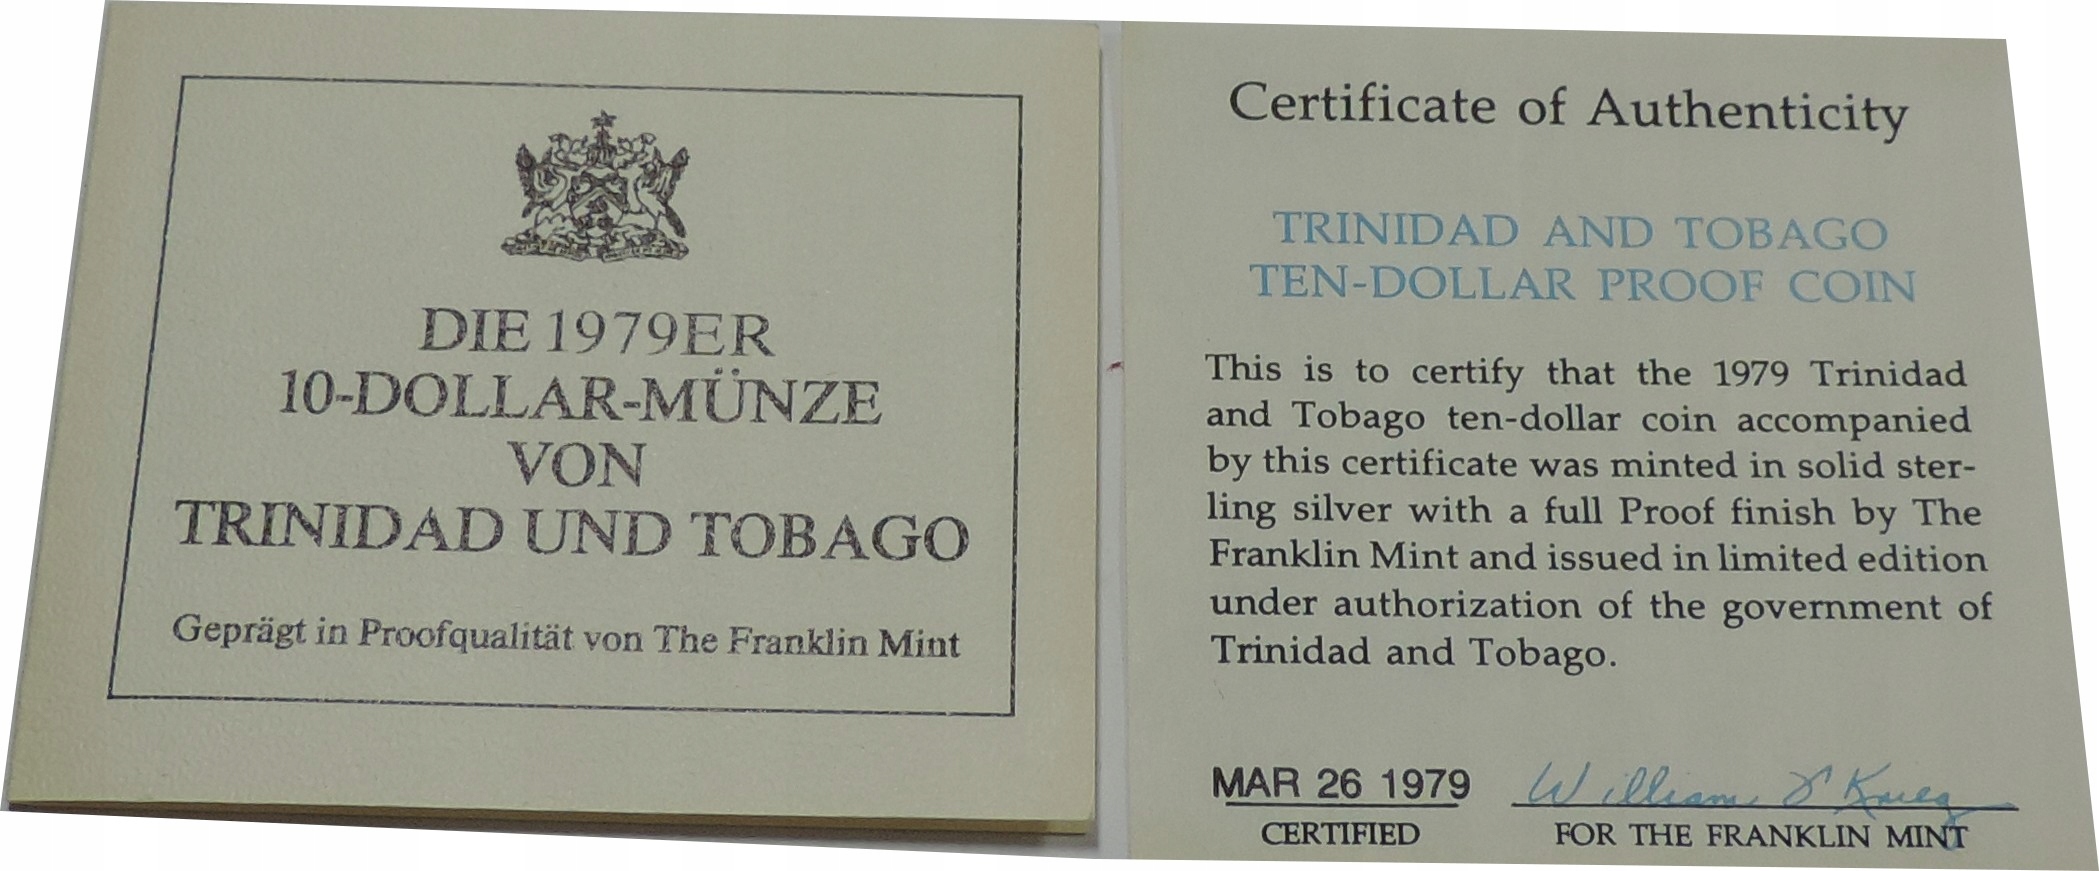 DIE 1979ER
10-DOLLAR-MÜNZE
VON
TRINIDAD UND TOBAGO
Geprägt in Proofqualität von The Franklin Mint
Certificate of Authenticity
TRINIDAD AND TOBAGO
TEN-DOLLAR PROOF COIN
This is to certify that the 1979 Trinidad
and Tobago ten-dollar coin accompanied
by this certificate was minted in solid ster-
ling silver with a full Proof finish by The
Franklin Mint and issued in limited edition
under authorization of the government of
Trinidad and Tobago.
MAR 26 1979 William
CERTIFIED FOR THE FRANKLIN MINT